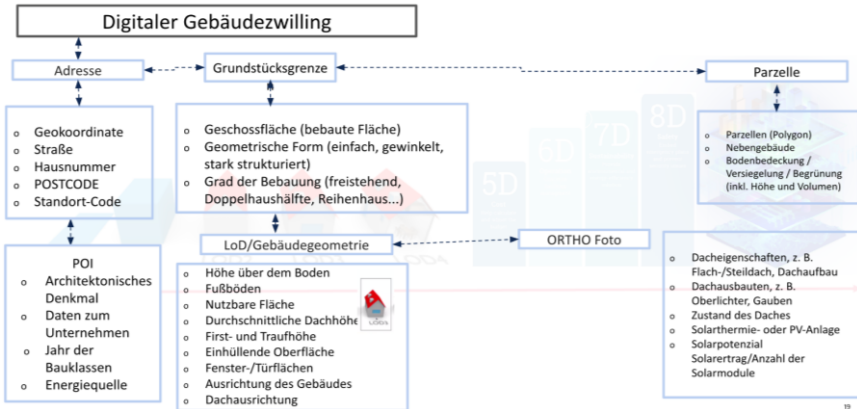 Digitaler Gebäudezwilling
Adresse
Grundstücksgrenze
Parzelle
o Geokoordinate
o Straße
o Hausnummer
o POSTCODE
o Standort-Code
o Geschossfläche (bebaute Fläche)
o Geometrische Form (einfach, gewinkelt,
stark strukturiert)
o Grad der Bebauung (freistehend,
Doppelhaushälfte, Reihenhaus...)
5D
6D
7D
8D
o Parzellen (Polygon)
o Nebengebäude
o Bodenbedeckung /
Versiegelung / Begrünung
(inkl. Höhe und Volumen)
LoD/Gebäudegeometrie
ORTHO Foto
POI
o Architektonisches
Denkmal
o Daten zum
Unternehmen
o Jahr der
Bauklassen
o Energiequelle
o Höhe über dem Boden
o Fußböden
o Nutzbare Fläche
o Durchschnittliche Dachhöhe
o First- und Traufhöhe
o Einhüllende Oberfläche
o Fenster-/Türflächen
o Ausrichtung des Gebäudes
o Dachausrichtung
o Dacheigenschaften, z. B.
Flach-/Steildach, Dachaufbau
o Dachausbauten, z. B.
Oberlichter, Gauben
o Zustand des Daches
o Solarthermie- oder PV-Anlage
o Solarpotenzial
Solarertrag/Anzahl der
Solarmodule
19